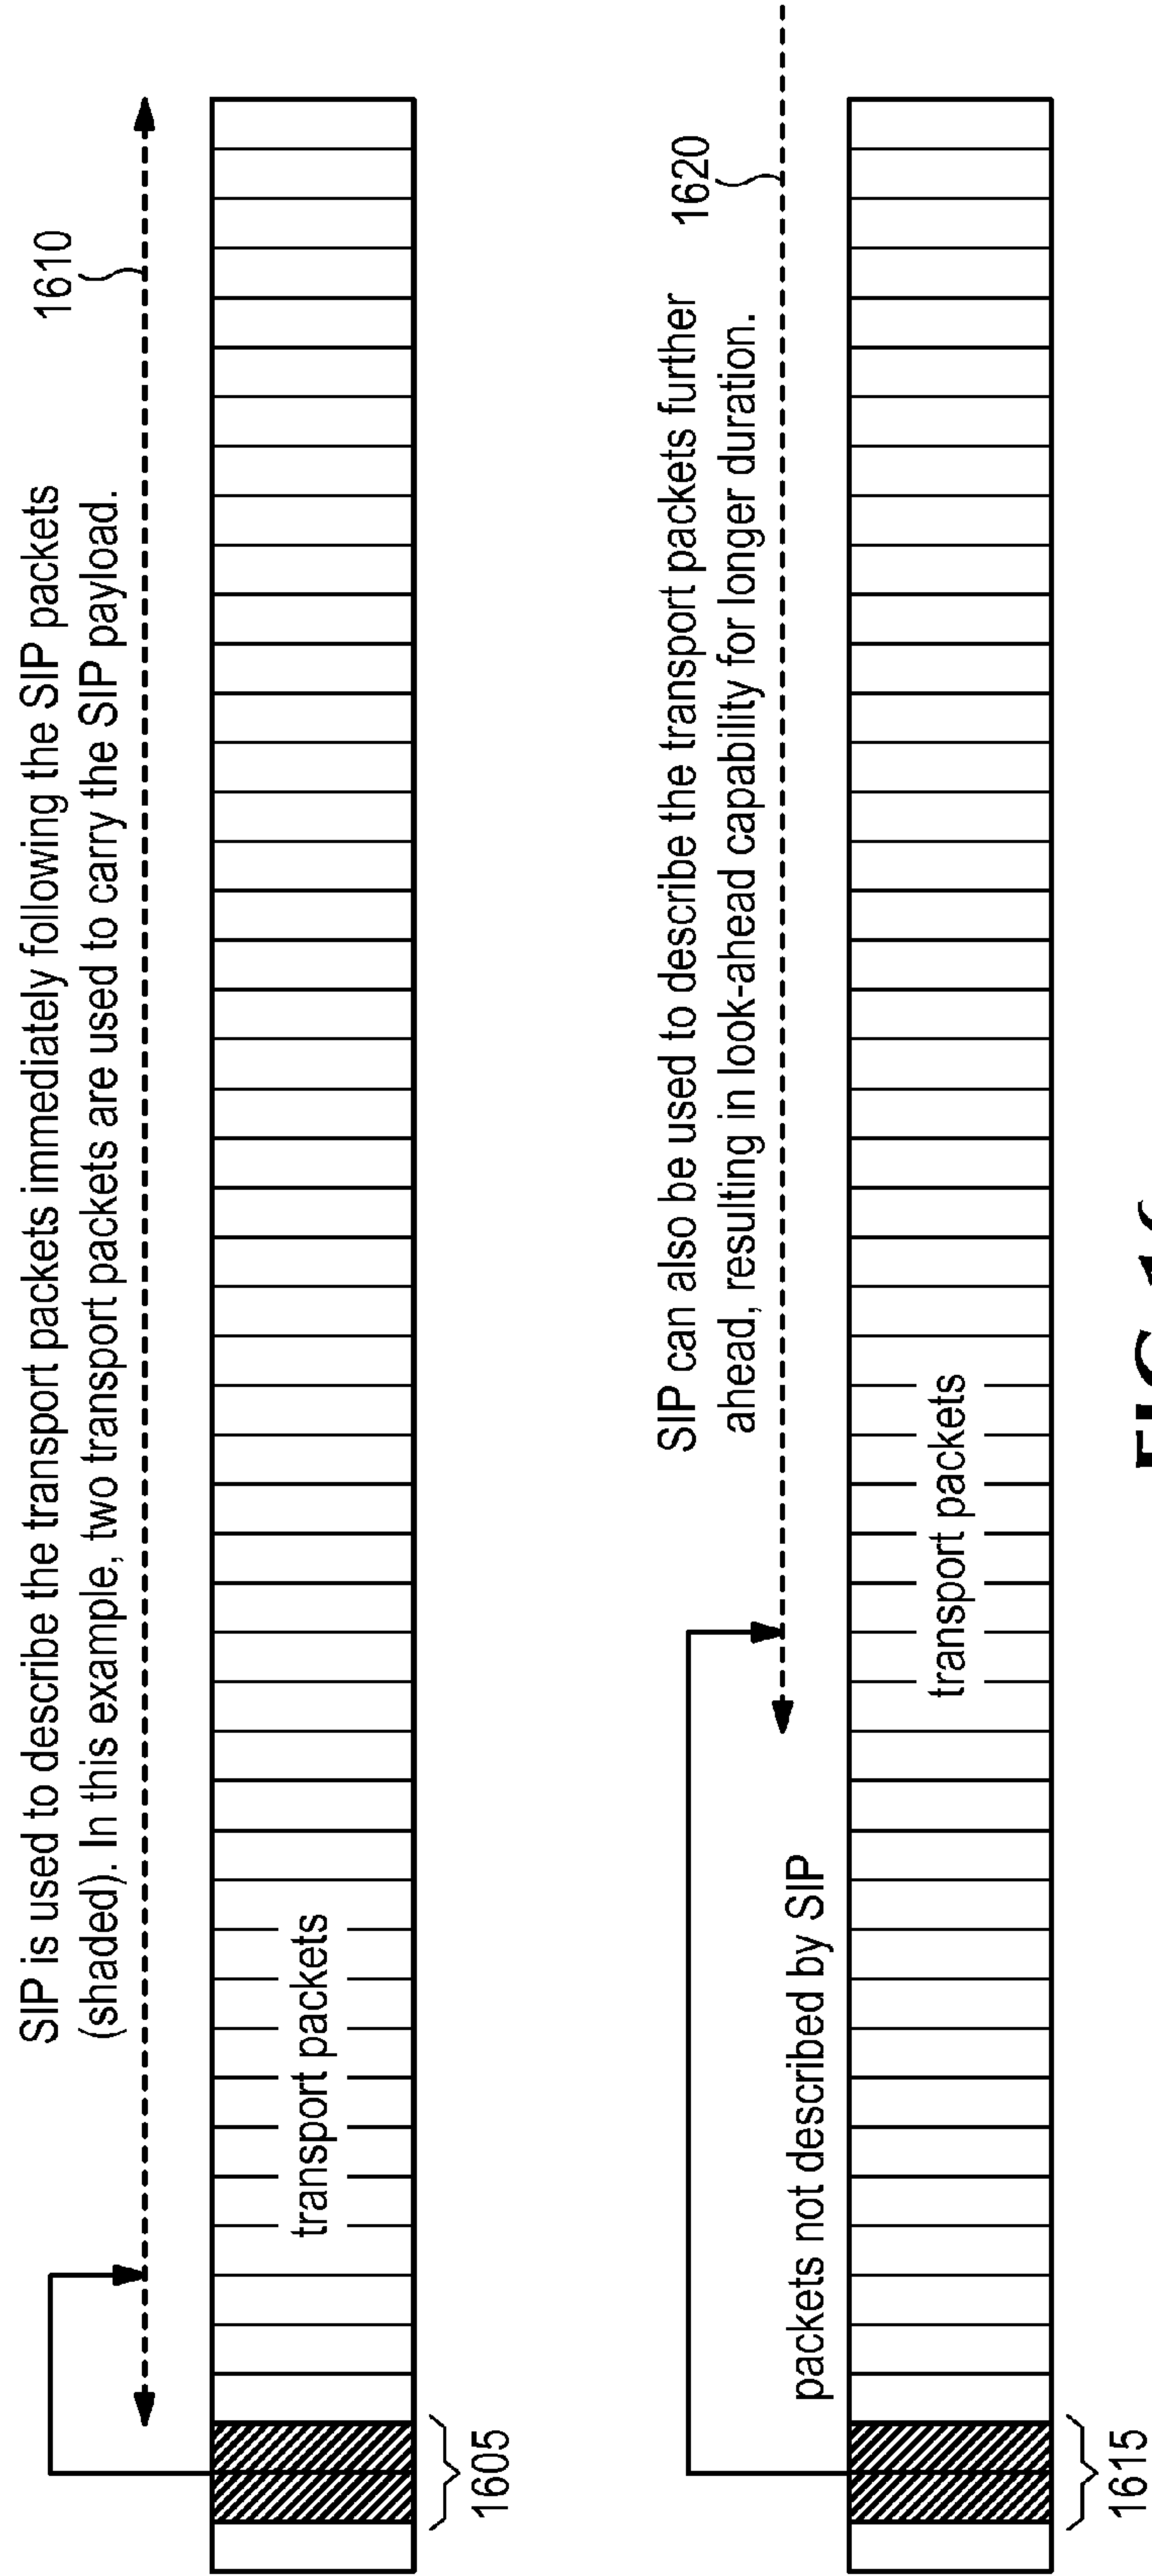 SIP is used to describe the transport packets immediately following the SIP packets
(shaded). In this example, two transport packets are used to carry the SIP payload.
1610
transport packets
1605
SIP can also be used to describe the transport packets further
ahead, resulting in look-ahead capability for longer duration.
1620
packets not described by SIP
transport packets
1615